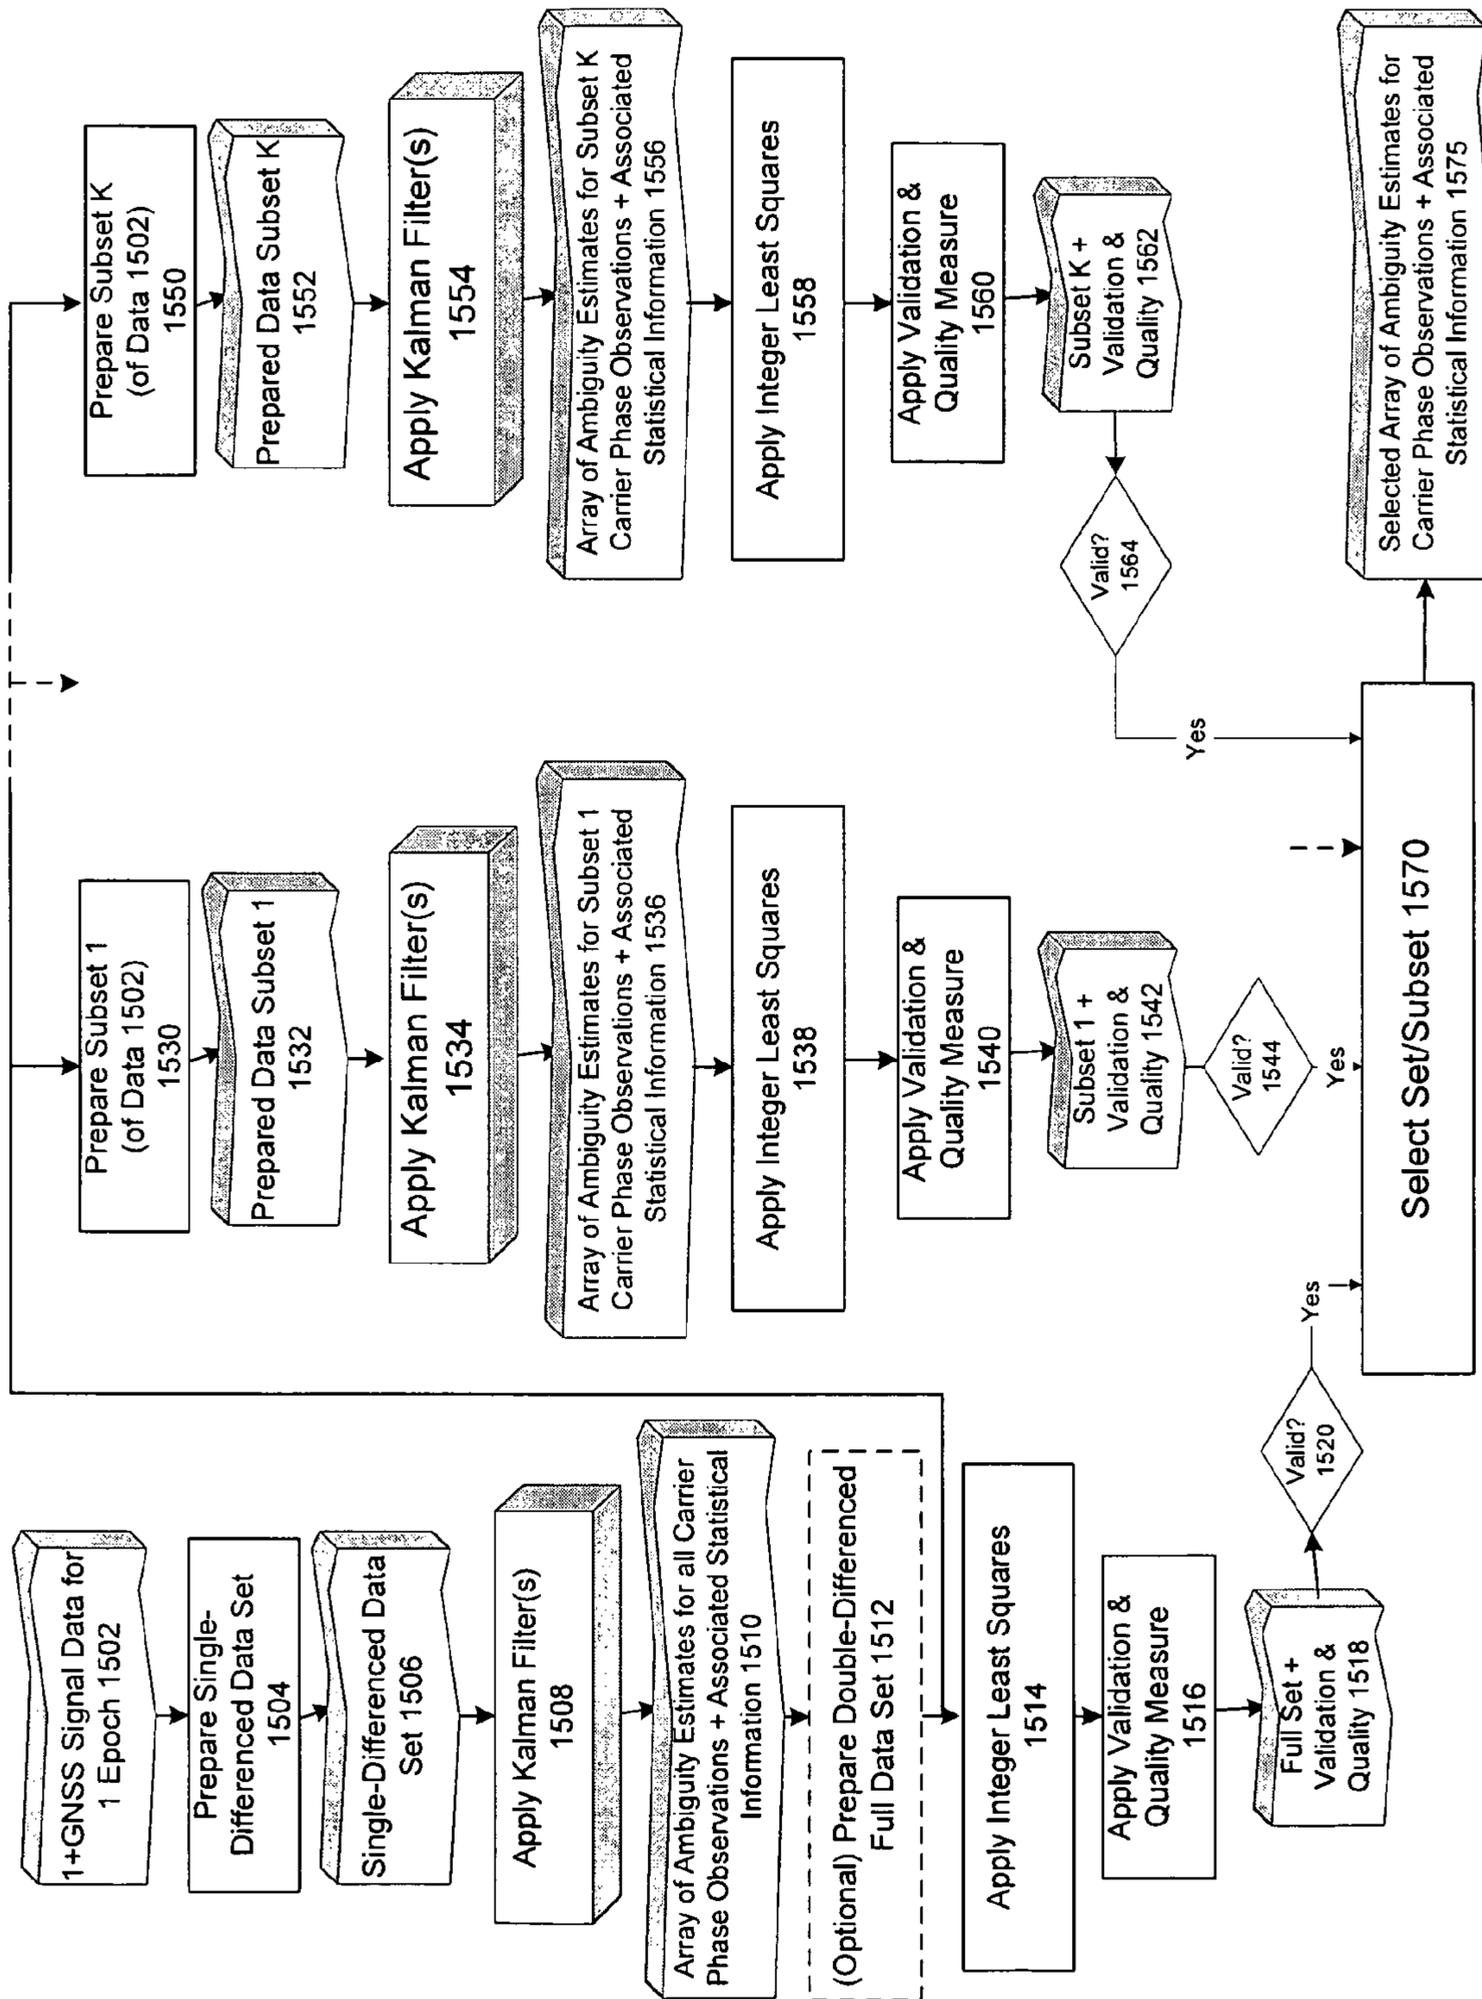 1+GNSS Signal Data for
1 Epoch 1502
Prepare Single-
Differenced Data Set
1504
Single-Differenced Data
Set 1506
Apply Kalman Filter(s)
1508
Array of Ambiguity Estimates for all Carrier
Phase Observations + Associated Statistical
Information 1510
(Optional) Prepare Double-Differenced
Full Data Set 1512
Apply Integer Least Squares
1514
Apply Validation &
Quality Measure
1516
Full Set +
Validation &
Quality 1518
Valid?
1520
Yes
Prepare Subset 1
(of Data 1502)
1530
Prepared Data Subset 1
1532
Apply Kalman Filter(s)
1534
Array of Ambiguity Estimates for Subset 1
Carrier Phase Observations + Associated
Statistical Information 1536
Apply Integer Least Squares
1538
Apply Validation &
Quality Measure
1540
Subset 1 +
Validation &
Quality 1542
Valid?
1544
Yes
Prepare Subset K
(of Data 1502)
1550
Prepared Data Subset K
1552
Apply Kalman Filter(s)
1554
Array of Ambiguity Estimates for Subset K
Carrier Phase Observations + Associated
Statistical Information 1556
Apply Integer Least Squares
1558
Apply Validation &
Quality Measure
1560
Subset K +
Validation &
Quality 1562
Valid?
1564
Yes
Select Set/Subset 1570
Selected Array of Ambiguity Estimates for
Carrier Phase Observations + Associated
Statistical Information 1575